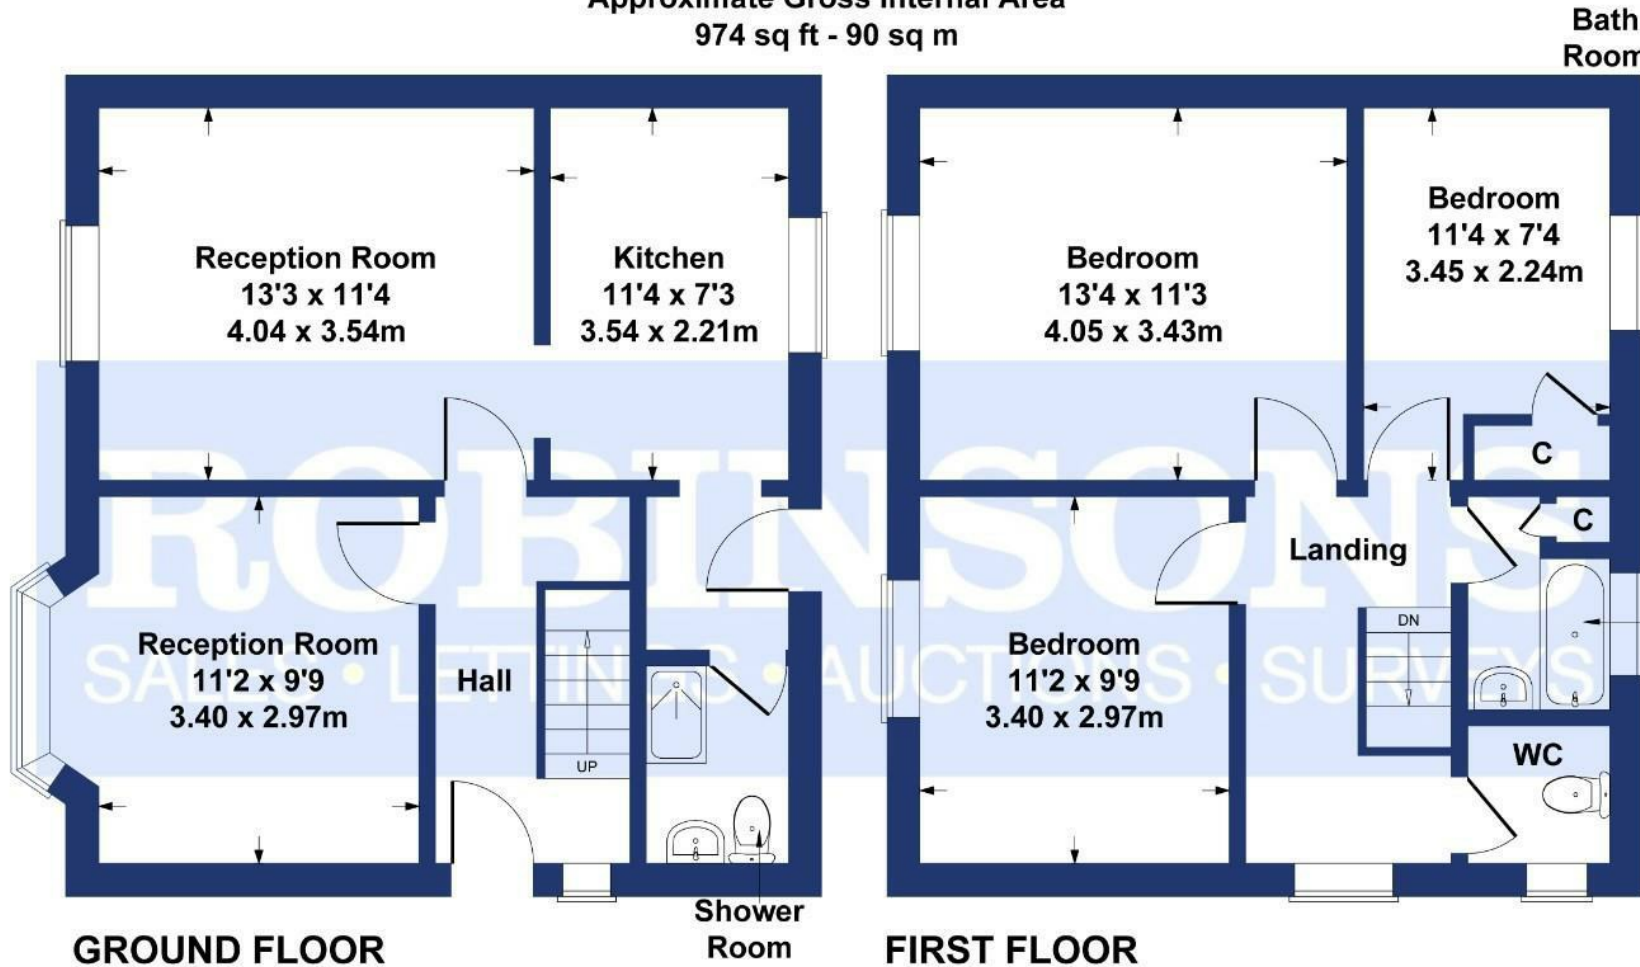 Approximate Gross Internal Area
974 sq ft - 90 sq m
Bath
Room
Reception Room
13'3 x 11'4
4.04 x 3.54m
Kitchen
11'4 x 7'3
3.54 x 2.21m
Bedroom
13'4 x 11'3
4.05 x 3.43m
Bedroom
11'4 x 7'4
3.45 x 2.24m
C
C
Landing
DN
Reception Room
11'2 x 9'9
3.40 x 2.97m
Hall
UP
Bedroom
11'2 x 9'9
3.40 x 2.97m
WC
ROBINSONS
SALES • LETTINGS • AUCTIONS • SURVEYS
Shower
Room
GROUND FLOOR
FIRST FLOOR